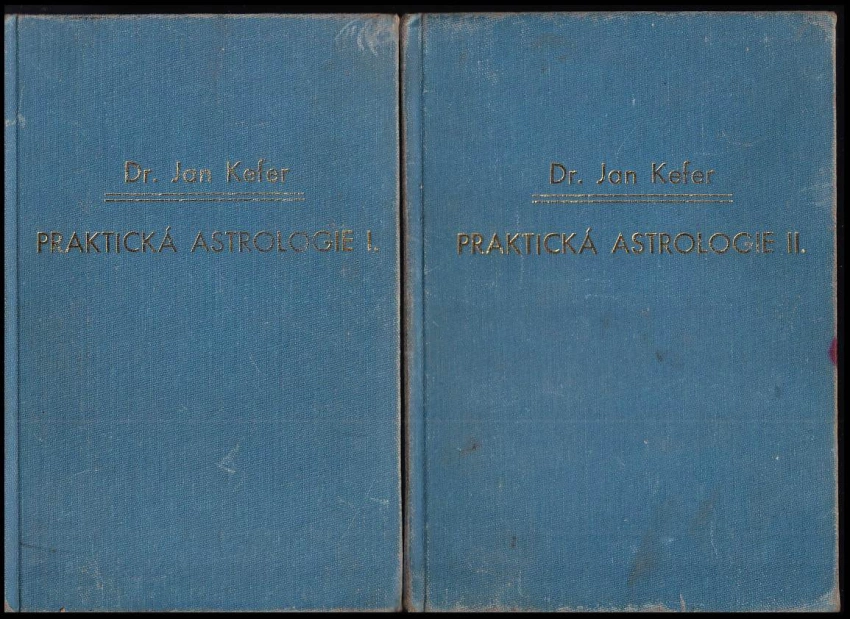 Dr. Jan Kefer
PRAKTICKÁ ASTROLOGIE I.
Dr. Jan Kefer
PRAKTICKÁ ASTROLOGIE II.